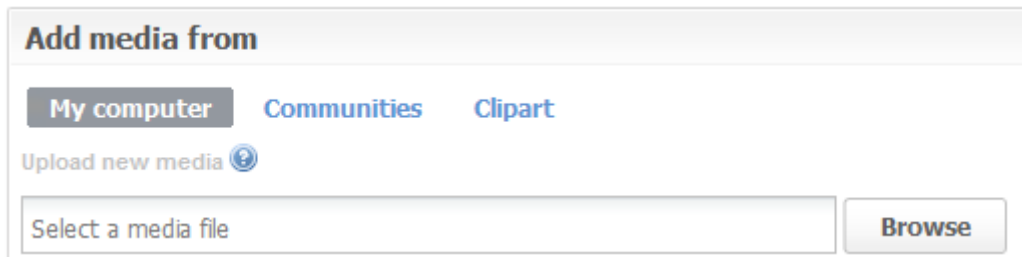 Add media from
My computer Communities Clipart
Upload new media ?
Select a media file Browse